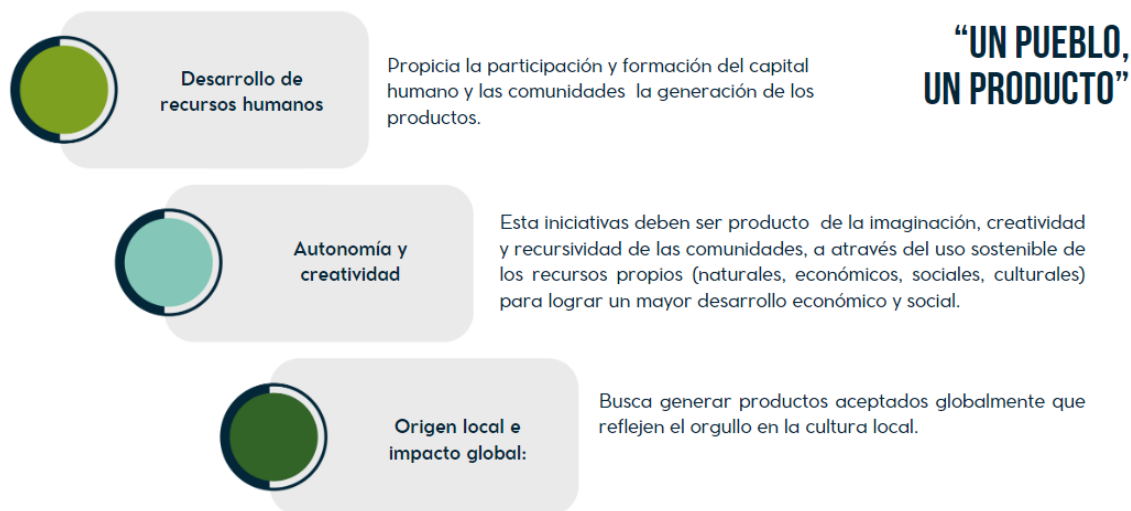 “UN PUEBLO,
UN PRODUCTO”
Desarrollo de
recursos humanos
Propicia la participación y formación del capital
humano y las comunidades la generación de los
productos.
Autonomía y
creatividad
Esta iniciativas deben ser producto de la imaginación, creatividad
y recursividad de las comunidades, a através del uso sostenible de
los recursos propios (naturales, económicos, sociales, culturales)
para lograr un mayor desarrollo económico y social.
Origen local e
impacto global:
Busca generar productos aceptados globalmente que
reflejen el orgullo en la cultura local.